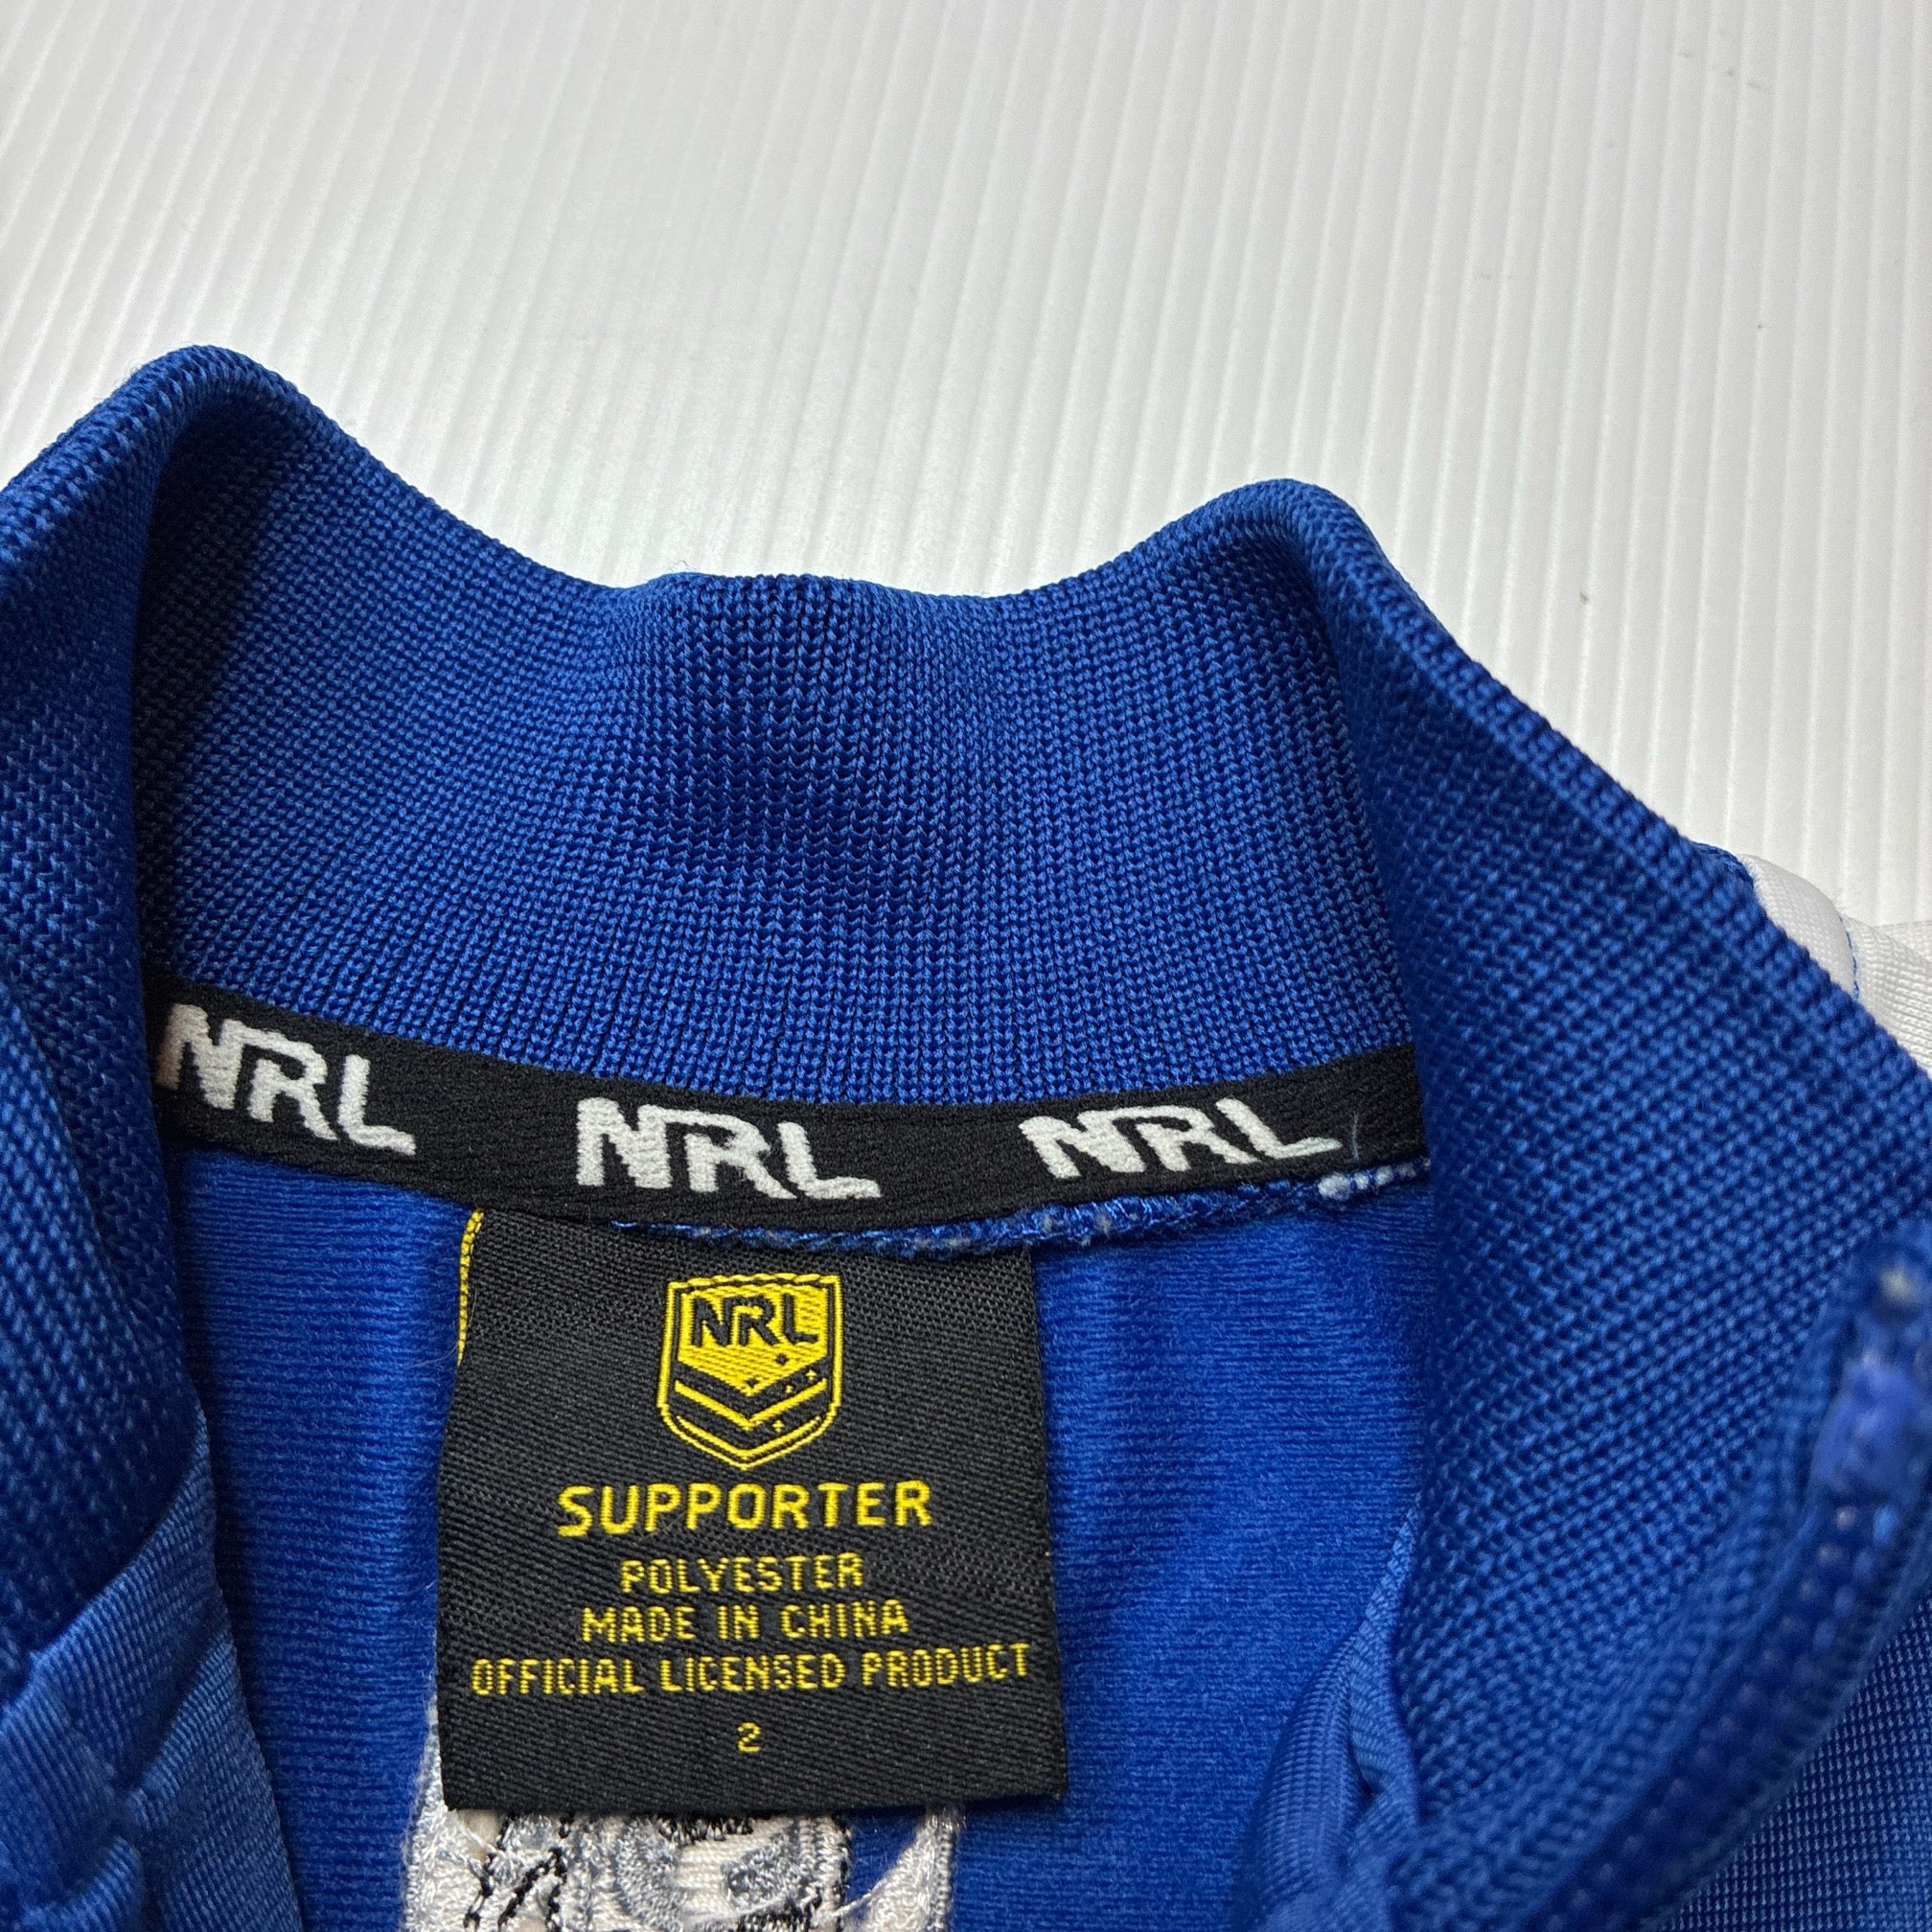 NRL NRL NRL
NRL
SUPPORTER
POLYESTER
MADE IN CHINA
OFFICIAL LICENSED PRODUCT
2